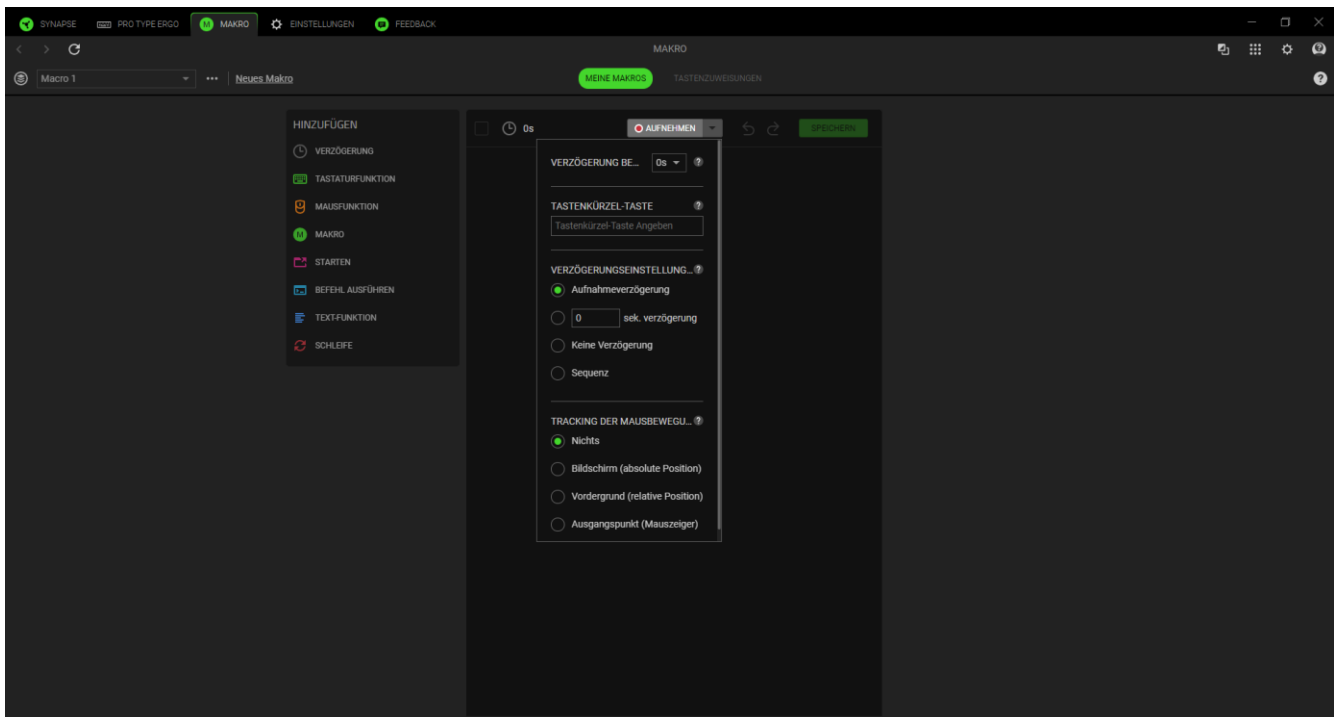 SYNAPSE PRO TYPE ERGO MAKRO EINSTELLUNGEN FEEDBACK
MAKRO
Macro 1 Neues Makro MEINE MAKROS TASTENZUWEISUNGEN
HINZUFÜGEN
VERZÖGERUNG
TASTATURFUNKTION
MAUSFUNKTION
MAKRO
STARTEN
BEFEHL AUSFÜHREN
TEXT-FUNKTION
SCHLEIFE
0s AUFNEHMEN SPEICHERN
VERZÖGERUNG BE... 0s
TASTENKÜRZEL-TASTE
Tastenkürzel-Taste Angeben
VERZÖGERUNGSEINSTELLUNG...
Aufnahmeverzögerung
0 sek. verzögerung
Keine Verzögerung
Sequenz
TRACKING DER MAUSBEWEGU...
Nichts
Bildschirm (absolute Position)
Vordergrund (relative Position)
Ausgangspunkt (Mauszeiger)